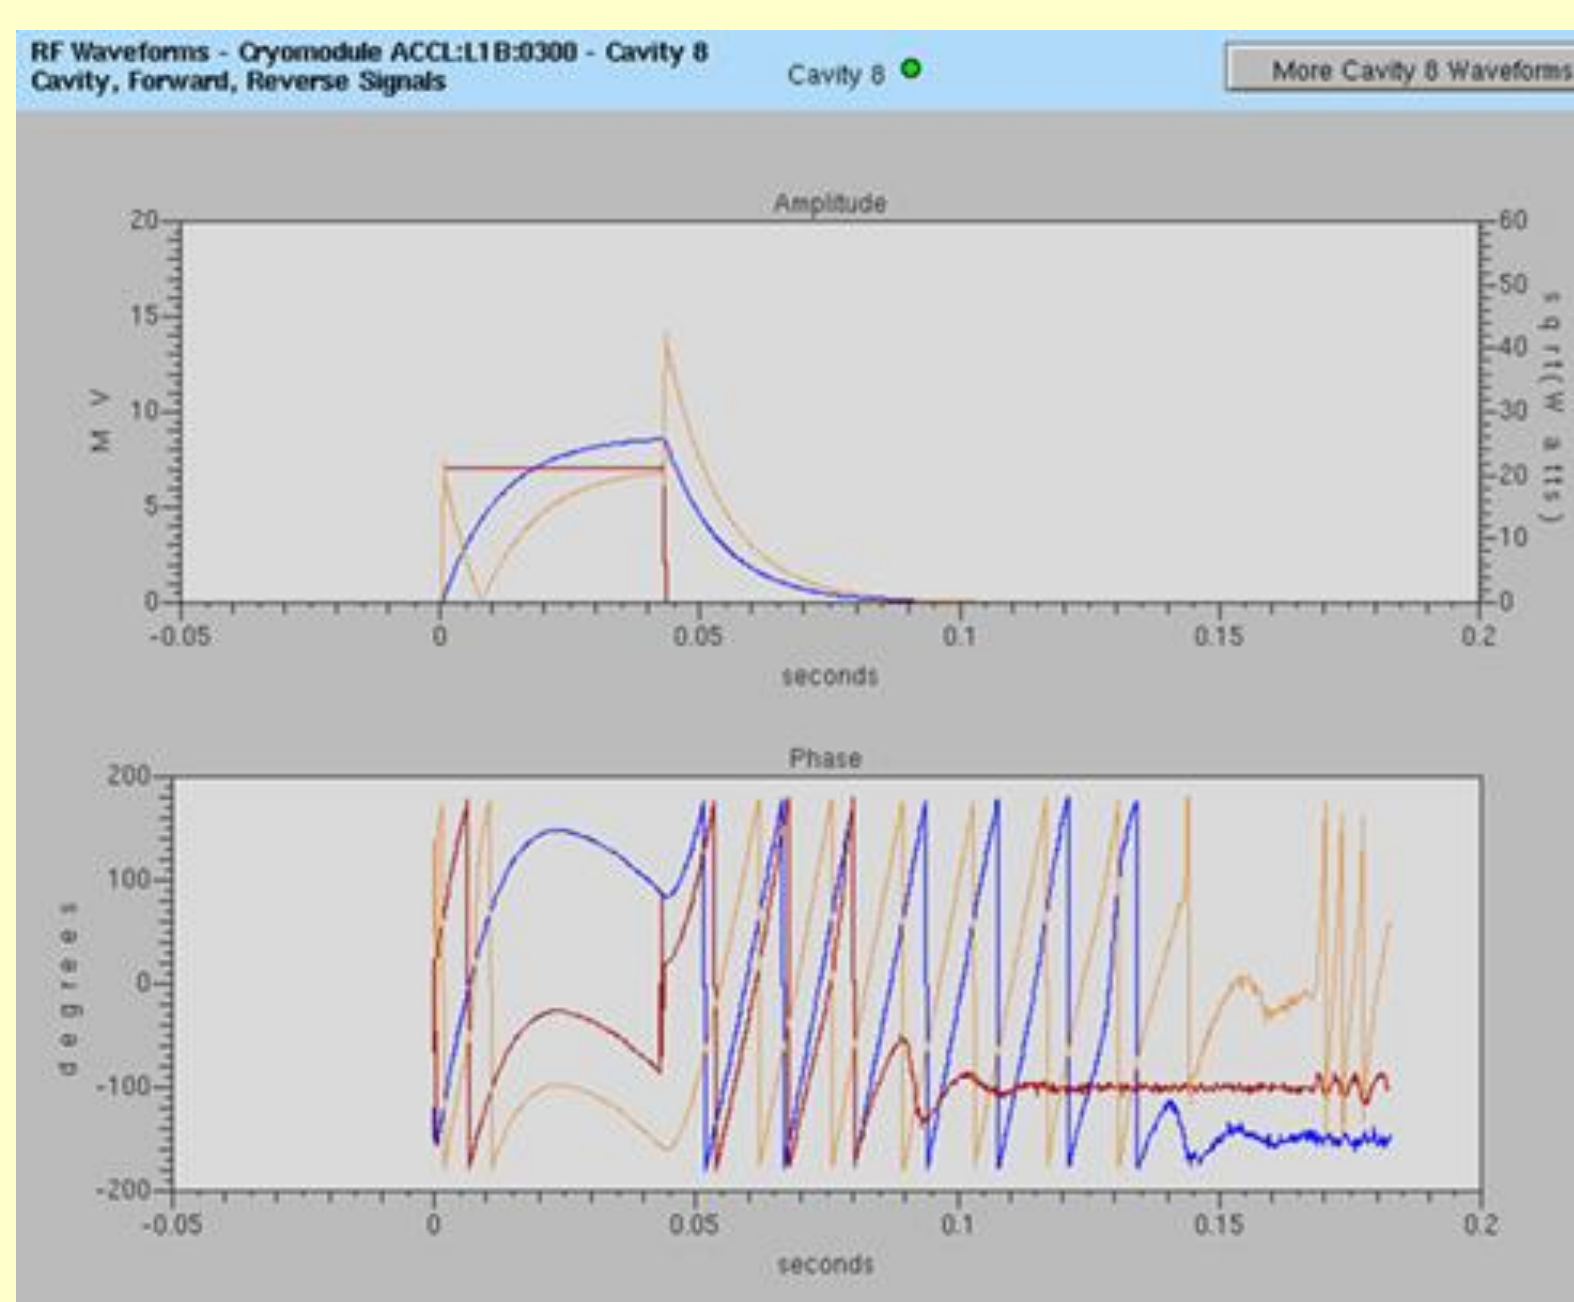 RF Waveforms - Cryomodule ACCL:L1B:0300 - Cavity 8
Cavity, Forward, Reverse Signals
Cavity 8
More Cavity 8 Waveforms
Amplitude
20
15
10
5
0
M V
60
50
40
30
20
10
0
sqrt(Watts)
-0.05
0
0.05
0.1
0.15
0.2
seconds
Phase
200
100
0
-100
-200
degrees
-0.05
0
0.05
0.1
0.15
0.2
seconds